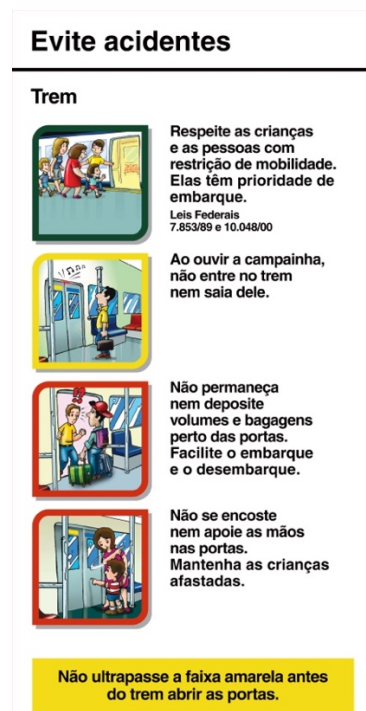 Evite acidentes
Trem
Respeite as crianças
e as pessoas com
restrição de mobilidade.
Elas têm prioridade de
embarque.
Leis Federais
7.853/89 e 10.048/00
Ao ouvir a campainha,
não entre no trem
nem saia dele.
Não permaneça
nem deposite
volumes e bagagens
perto das portas.
Facilite o embarque
e o desembarque.
Não se encoste
nem apoie as mãos
nas portas.
Mantenha as crianças
afastadas.
Não ultrapasse a faixa amarela antes
do trem abrir as portas.